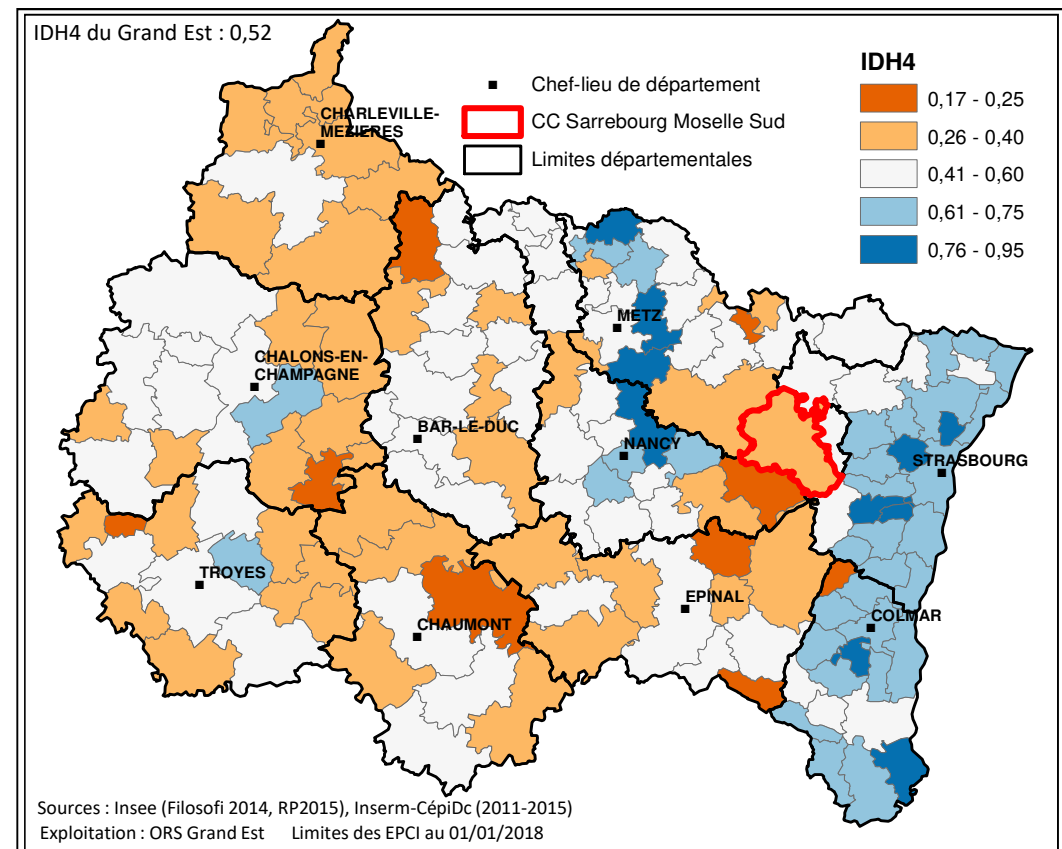 IDH4 du Grand Est : 0,52
IDH4
Chef-lieu de département
CC Sarrebourg Moselle Sud
Limites départementales
0,17 - 0,25
0,26 - 0,40
0,41 - 0,60
0,61 - 0,75
0,76 - 0,95
CHARLEVILLE-
MEZIERES
METZ
CHALONS-EN-
CHAMPAGNE
BAR-LE-DUC
NANCY
STRASBOURG
TROYES
EPINAL
CHAUMONT
COLMAR
Sources : Insee (Filosofi 2014, RP2015), Inserm-CépiDc (2011-2015)
Exploitation : ORS Grand Est Limites des EPCI au 01/01/2018